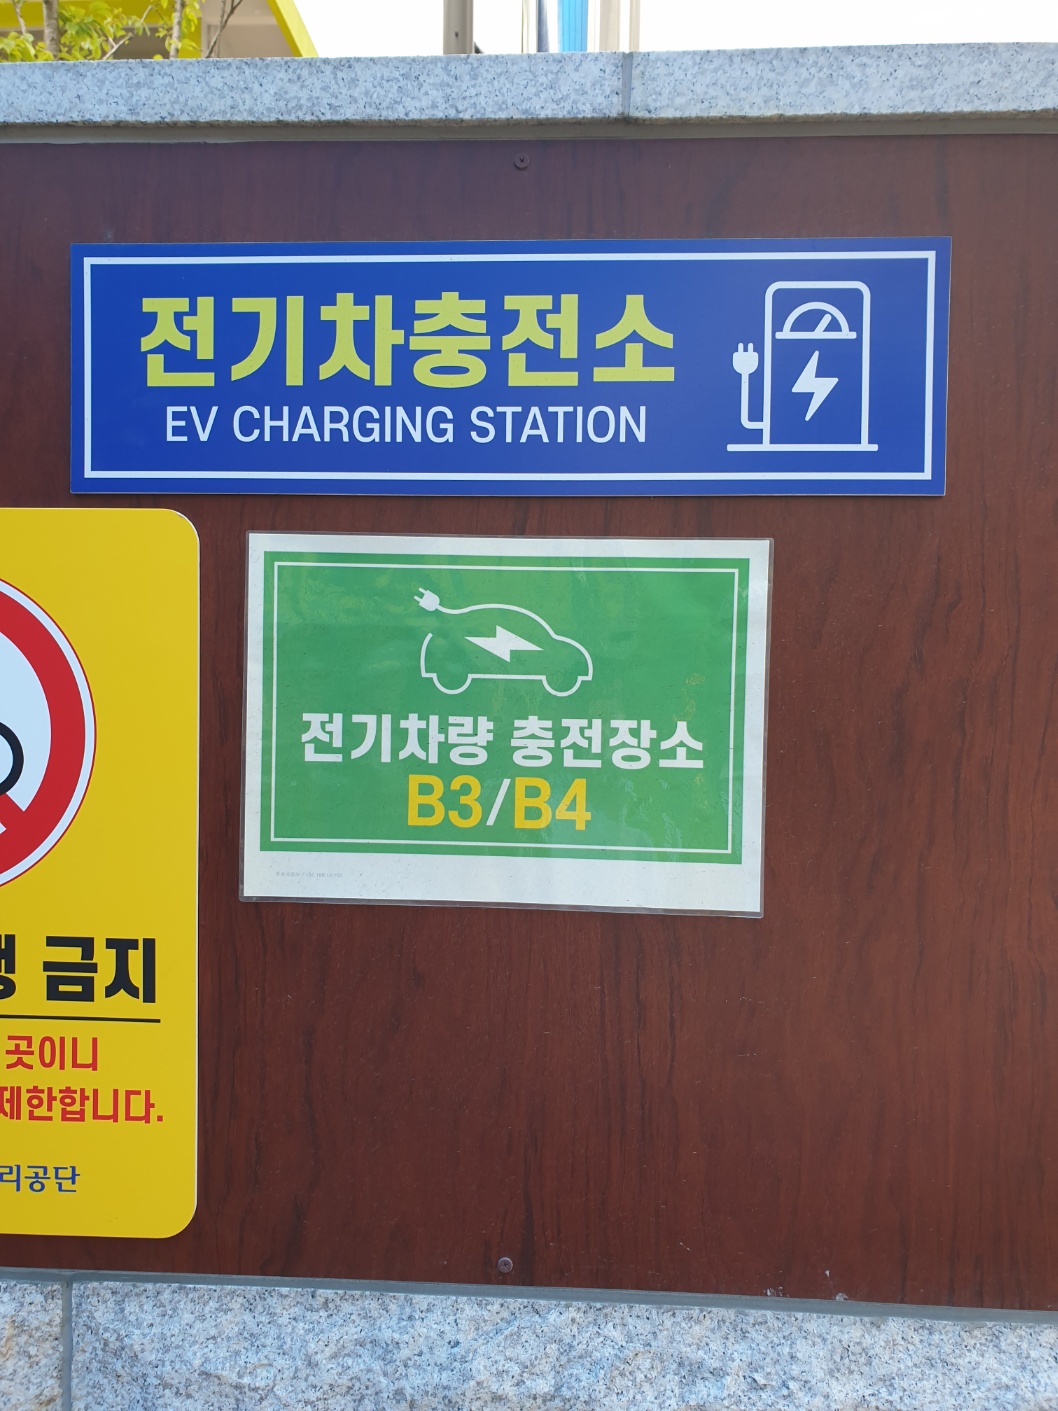 전기차충전소
EV CHARGING STATION
전기차량 충전장소
B3/B4
금지
곳이니
제한합니다.
리공단